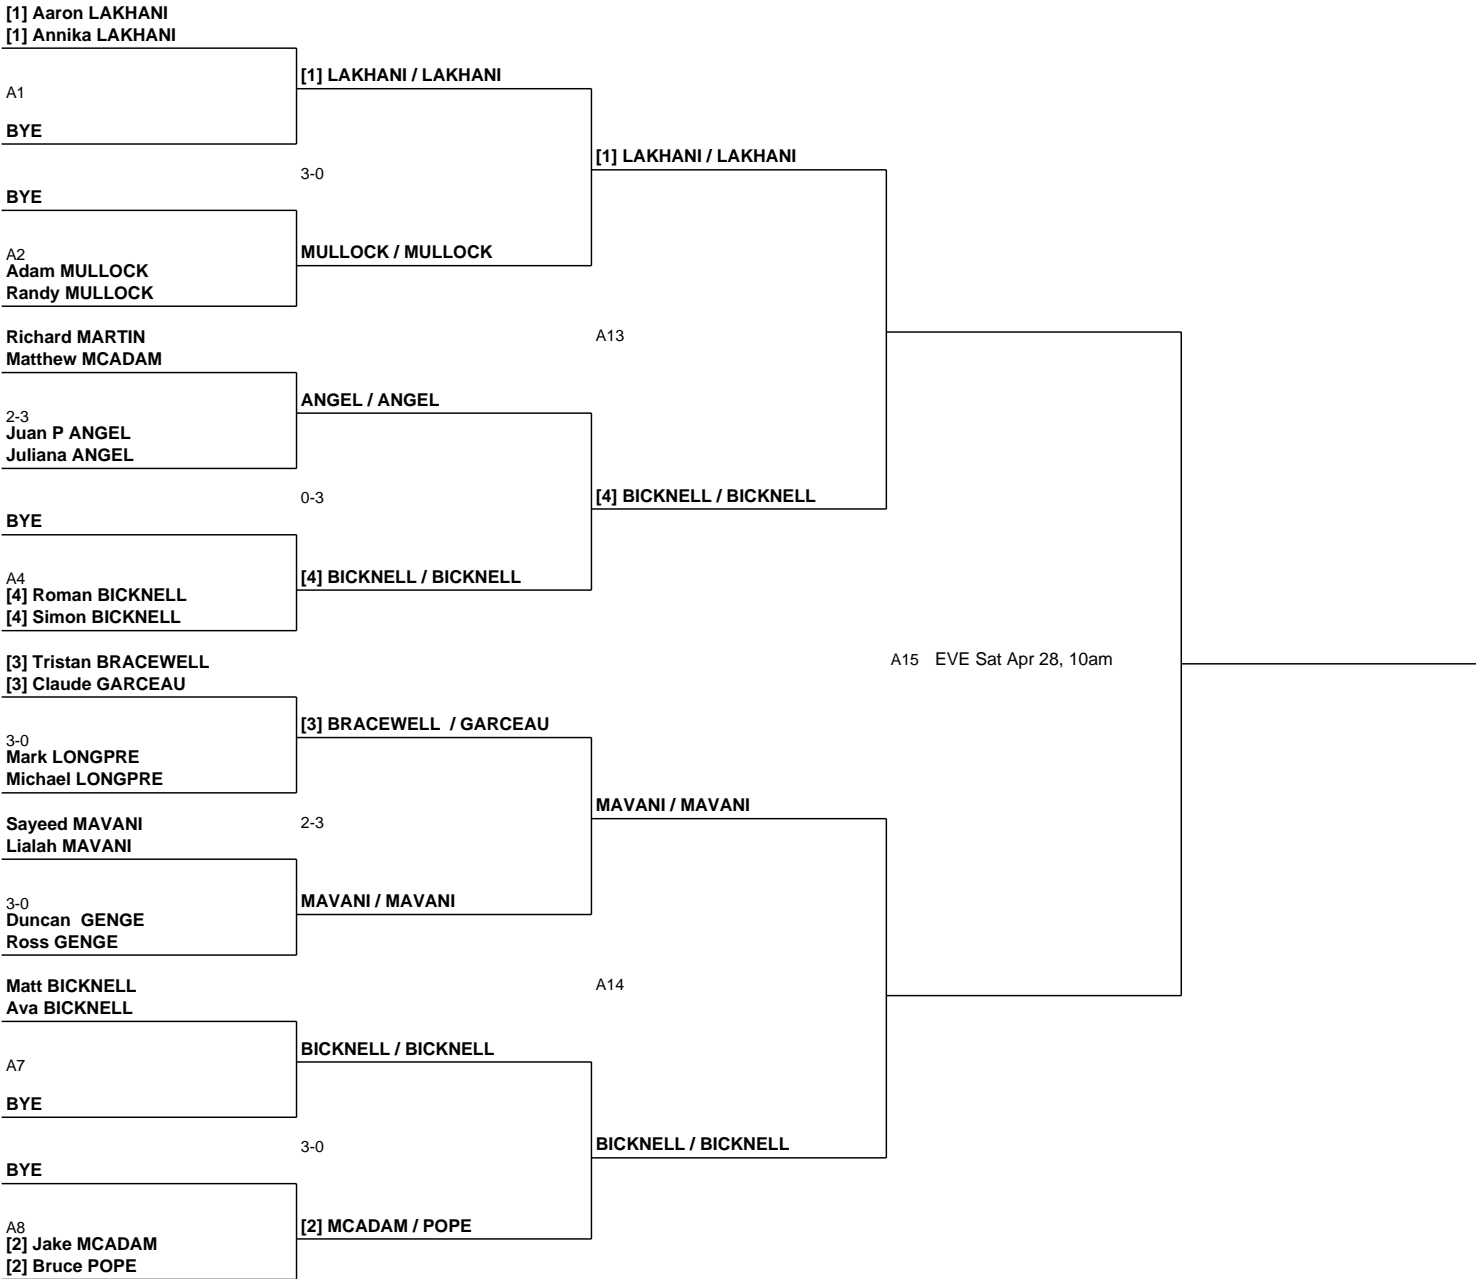 [1] Aaron LAKHANI
[1] Annika LAKHANI
[1] LAKHANI / LAKHANI
A1
BYE
[1] LAKHANI / LAKHANI
3-0
BYE
A2
MULLOCK / MULLOCK
Adam MULLOCK
Randy MULLOCK
Richard MARTIN
A13
Matthew MCADAM
ANGEL / ANGEL
2-3
Juan P ANGEL
Juliana ANGEL
0-3
[4] BICKNELL / BICKNELL
BYE
A4
[4] BICKNELL / BICKNELL
[4] Roman BICKNELL
[4] Simon BICKNELL
[3] Tristan BRACEWELL
A15 EVE Sat Apr 28, 10am
[3] Claude GARCEAU
[3] BRACEWELL / GARCEAU
3-0
Mark LONGPRE
Michael LONGPRE
MAVANI / MAVANI
Sayeed MAVANI
2-3
Lialah MAVANI
3-0
MAVANI / MAVANI
Duncan GENGE
Ross GENGE
Matt BICKNELL
A14
Ava BICKNELL
BICKNELL / BICKNELL
A7
BYE
3-0
BICKNELL / BICKNELL
BYE
A8
[2] MCADAM / POPE
[2] Jake MCADAM
[2] Bruce POPE